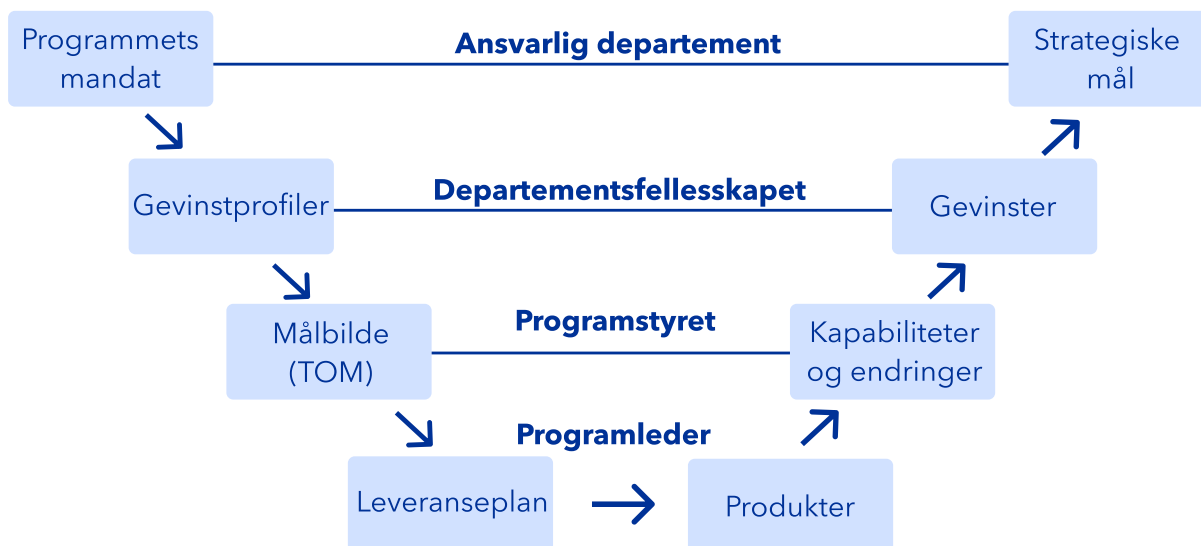 Programmets
mandat
Ansvarlig departement
Strategiske
mål
Gevinstprofiler
Departementsfellesskapet
Gevinster
Målbilde
(TOM)
Programstyret
Kapabiliteter
og endringer
Programleder
Leveranseplan
Produkter